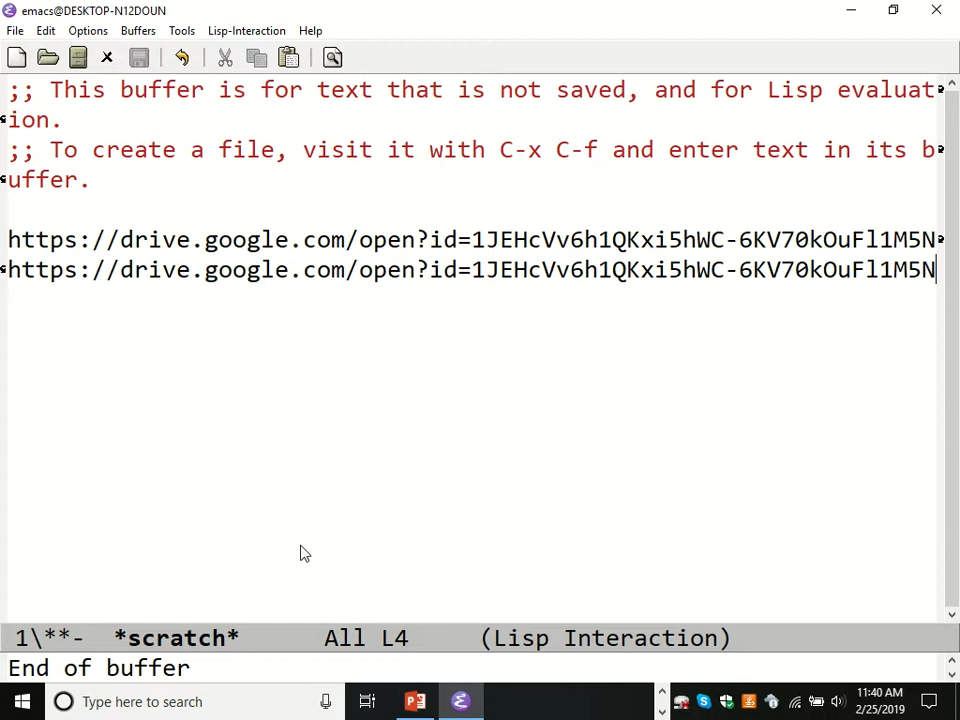 emacs@DESKTOP-N12DOUN
File Edit Options Buffers Tools Lisp-Interaction Help
;; This buffer is for text that is not saved, and for Lisp evaluat
ion.
;; To create a file, visit it with C-x C-f and enter text in its b
uffer.
https://drive.google.com/open?id=1JEHcVv6h1QKxi5hWC-6KV70kOuFl1M5N
https://drive.google.com/open?id=1JEHcVv6h1QKxi5hWC-6KV70kOuFl1M5N
1\**- *scratch* All L4 (Lisp Interaction)
End of buffer
Type here to search
11:40 AM
2/25/2019